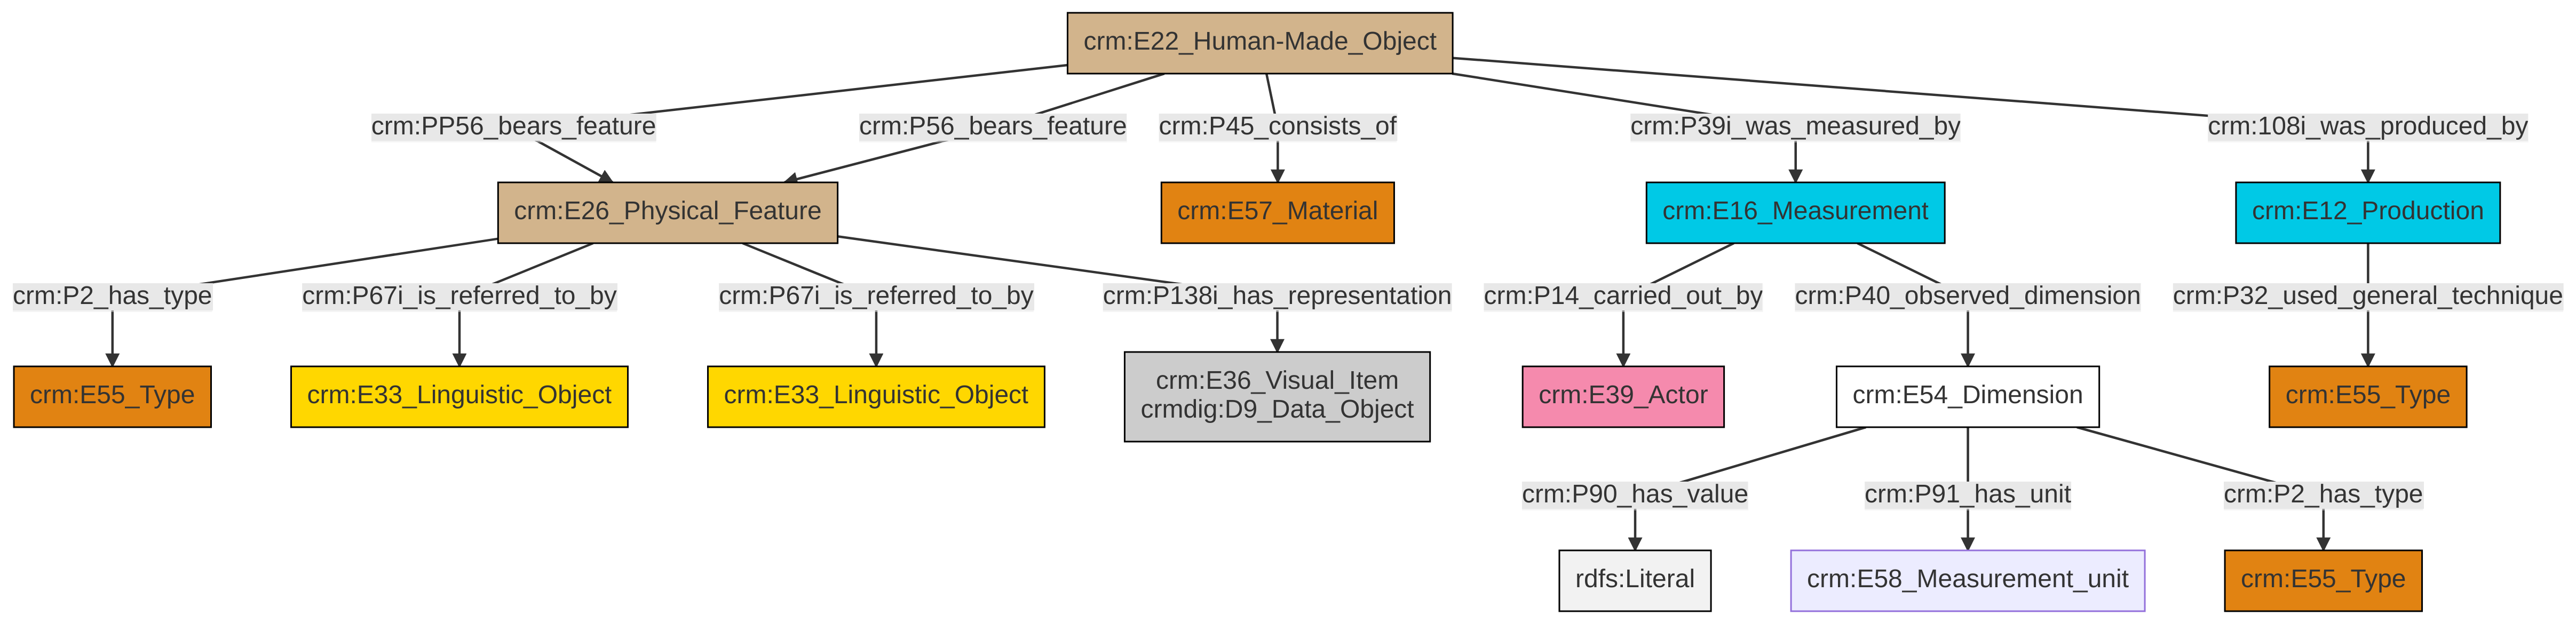 crm:E22_Human-Made_Object
crm:PP56_bears_feature
crm:P56_bears_feature
crm:P45_consists_of
crm:P39i_was_measured_by
crm:108i_was_produced_by
crm:E26_Physical_Feature
crm:E57_Material
crm:E16_Measurement
crm:E12_Production
crm:P2_has_type
crm:P67i_is_referred_to_by
crm:P67i_is_referred_to_by
crm:P138i_has_representation
crm:P14_carried_out_by
crm:P40_observed_dimension
crm:P32_used_general_technique
crm:E55_Type
crm:E33_Linguistic_Object
crm:E33_Linguistic_Object
crm:E36_Visual_Item
crmdig:D9_Data_Object
crm:E39_Actor
crm:E54_Dimension
crm:E55_Type
crm:P90_has_value
crm:P91_has_unit
crm:P2_has_type
rdfs:Literal
crm:E58_Measurement_unit
crm:E55_Type